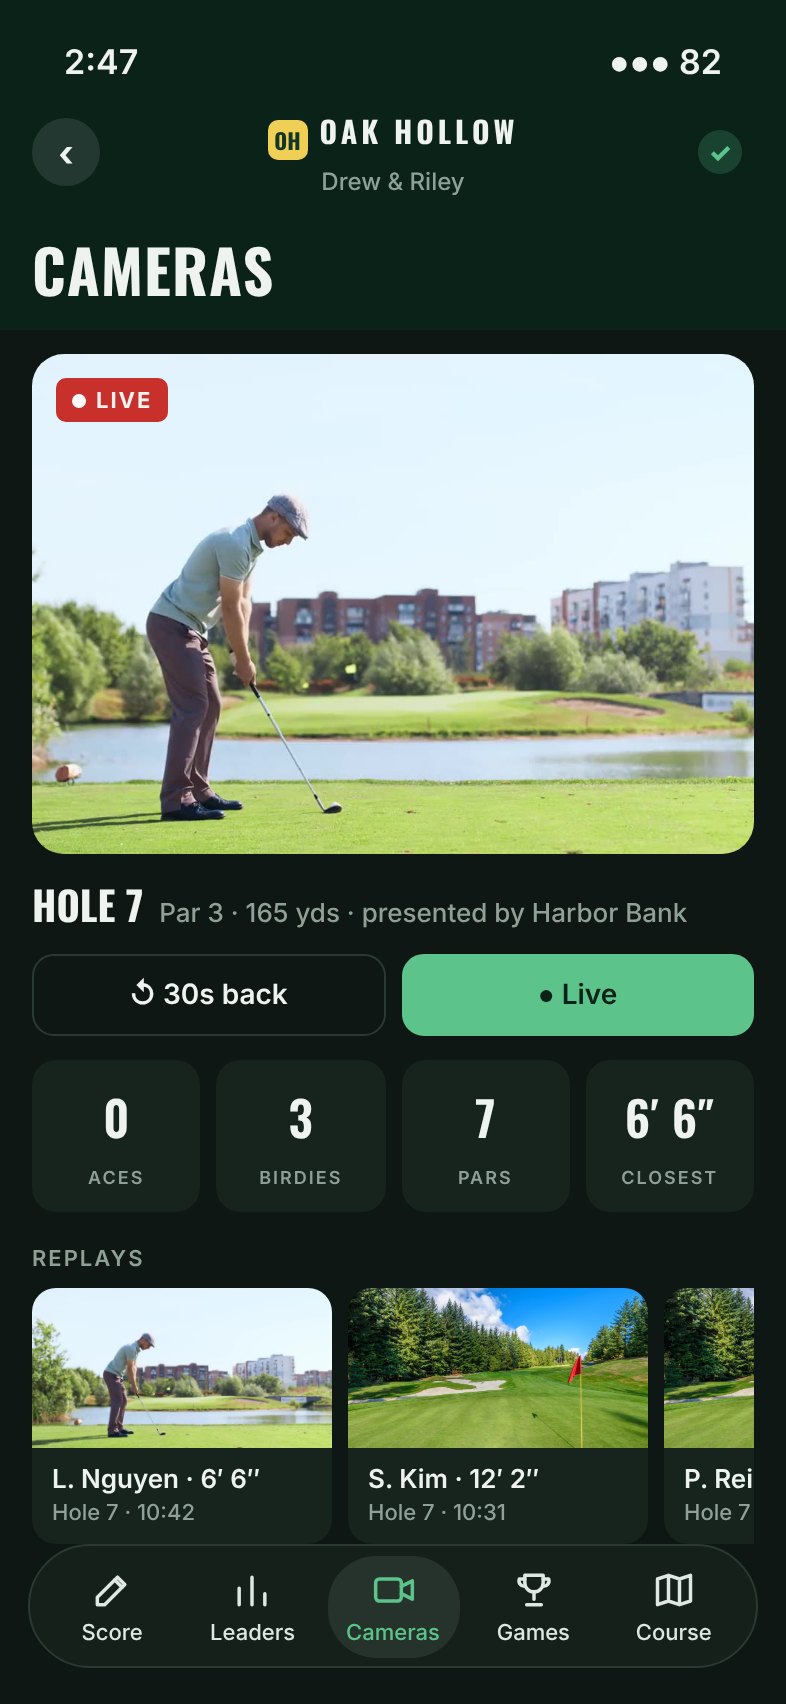 2:47
82
OH OAK HOLLOW
Drew & Riley
CAMERAS
LIVE
HOLE 7 Par 3 · 165 yds · presented by Harbor Bank
30s back
● Live
0
ACES
3
BIRDIES
7
PARS
6′ 6″
CLOSEST
REPLAYS
L. Nguyen · 6′ 6″
Hole 7 · 10:42
S. Kim · 12′ 2″
Hole 7 · 10:31
P. Rei
Hole 7
Score
Leaders
Cameras
Games
Course